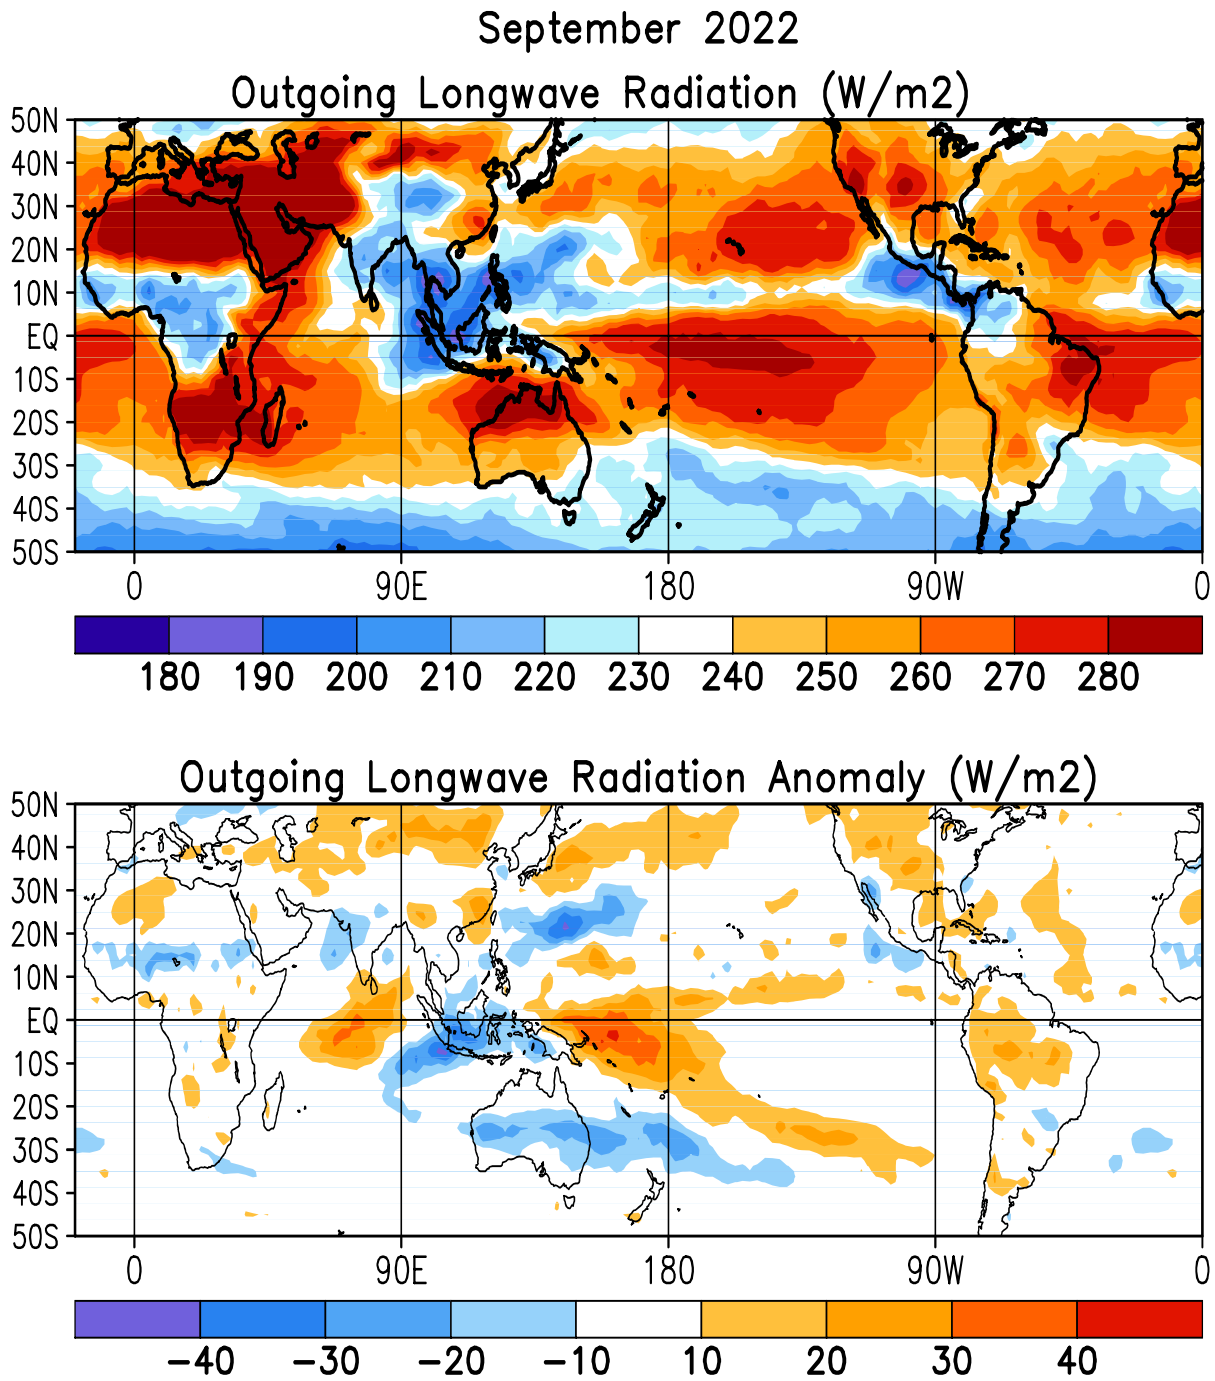 September 2022
Outgoing Longwave Radiation (W/m2)
50N
40N
30N
20N
10N
EQ
10S
20S
30S
40S
50S
0 90E 180 90W 0
180 190 200 210 220 230 240 250 260 270 280
Outgoing Longwave Radiation Anomaly (W/m2)
50N
40N
30N
20N
10N
EQ
10S
20S
30S
40S
50S
0 90E 180 90W 0
-40 -30 -20 -10 10 20 30 40